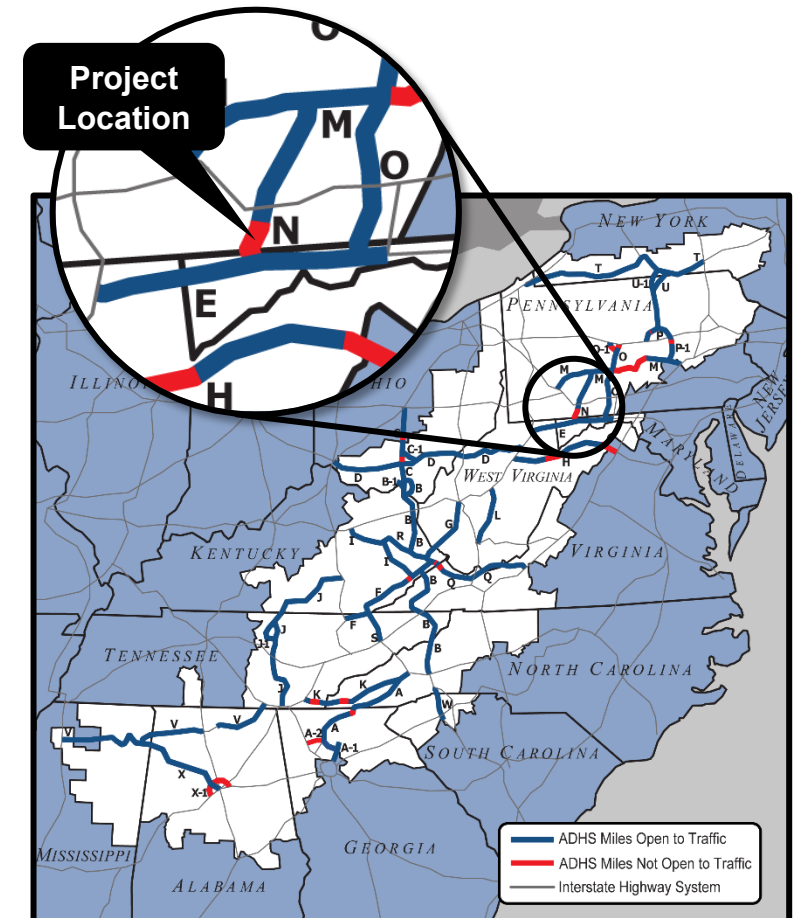 Project
Location
O
M
O
N
E
H
NEW YORK
T
T
U-1
U
PENNSYLVANIA
P
O-1
O
P-1
M
M
M
N
E
ILLINO
HIO
NEW
JERSEY
DELAWARE
MARYLAND
C-1
D
D
H
D
C
B-1
B
WEST VIRGINIA
L
G
B
R
I
I
KENTUCKY
VIRGINIA
B
Q
Q
J
F
F
S
B
J
J-1
B
TENNESSEE
NORTH CAROLINA
K
K
A
J
W
V
V
V
A-2
A
A-1
SOUTH CAROLINA
X
X-1
MISSISSIPPI
ALABAMA
GEORGIA
ADHS Miles Open to Traffic
ADHS Miles Not Open to Traffic
Interstate Highway System